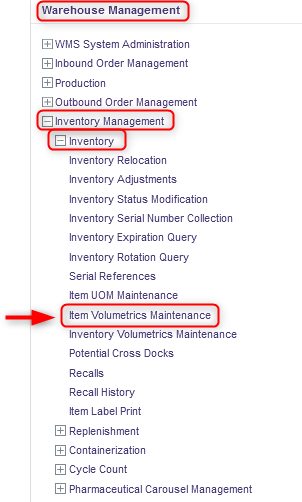 Warehouse Management
WMS System Administration
Inbound Order Management
Production
Outbound Order Management
Inventory Management
Inventory
Inventory Relocation
Inventory Adjustments
Inventory Status Modification
Inventory Serial Number Collection
Inventory Expiration Query
Inventory Rotation Query
Serial References
Item UOM Maintenance
Item Volumetrics Maintenance
Inventory Volumetrics Maintenance
Potential Cross Docks
Recalls
Recall History
Item Label Print
Replenishment
Containerization
Cycle Count
Pharmaceutical Carousel Management